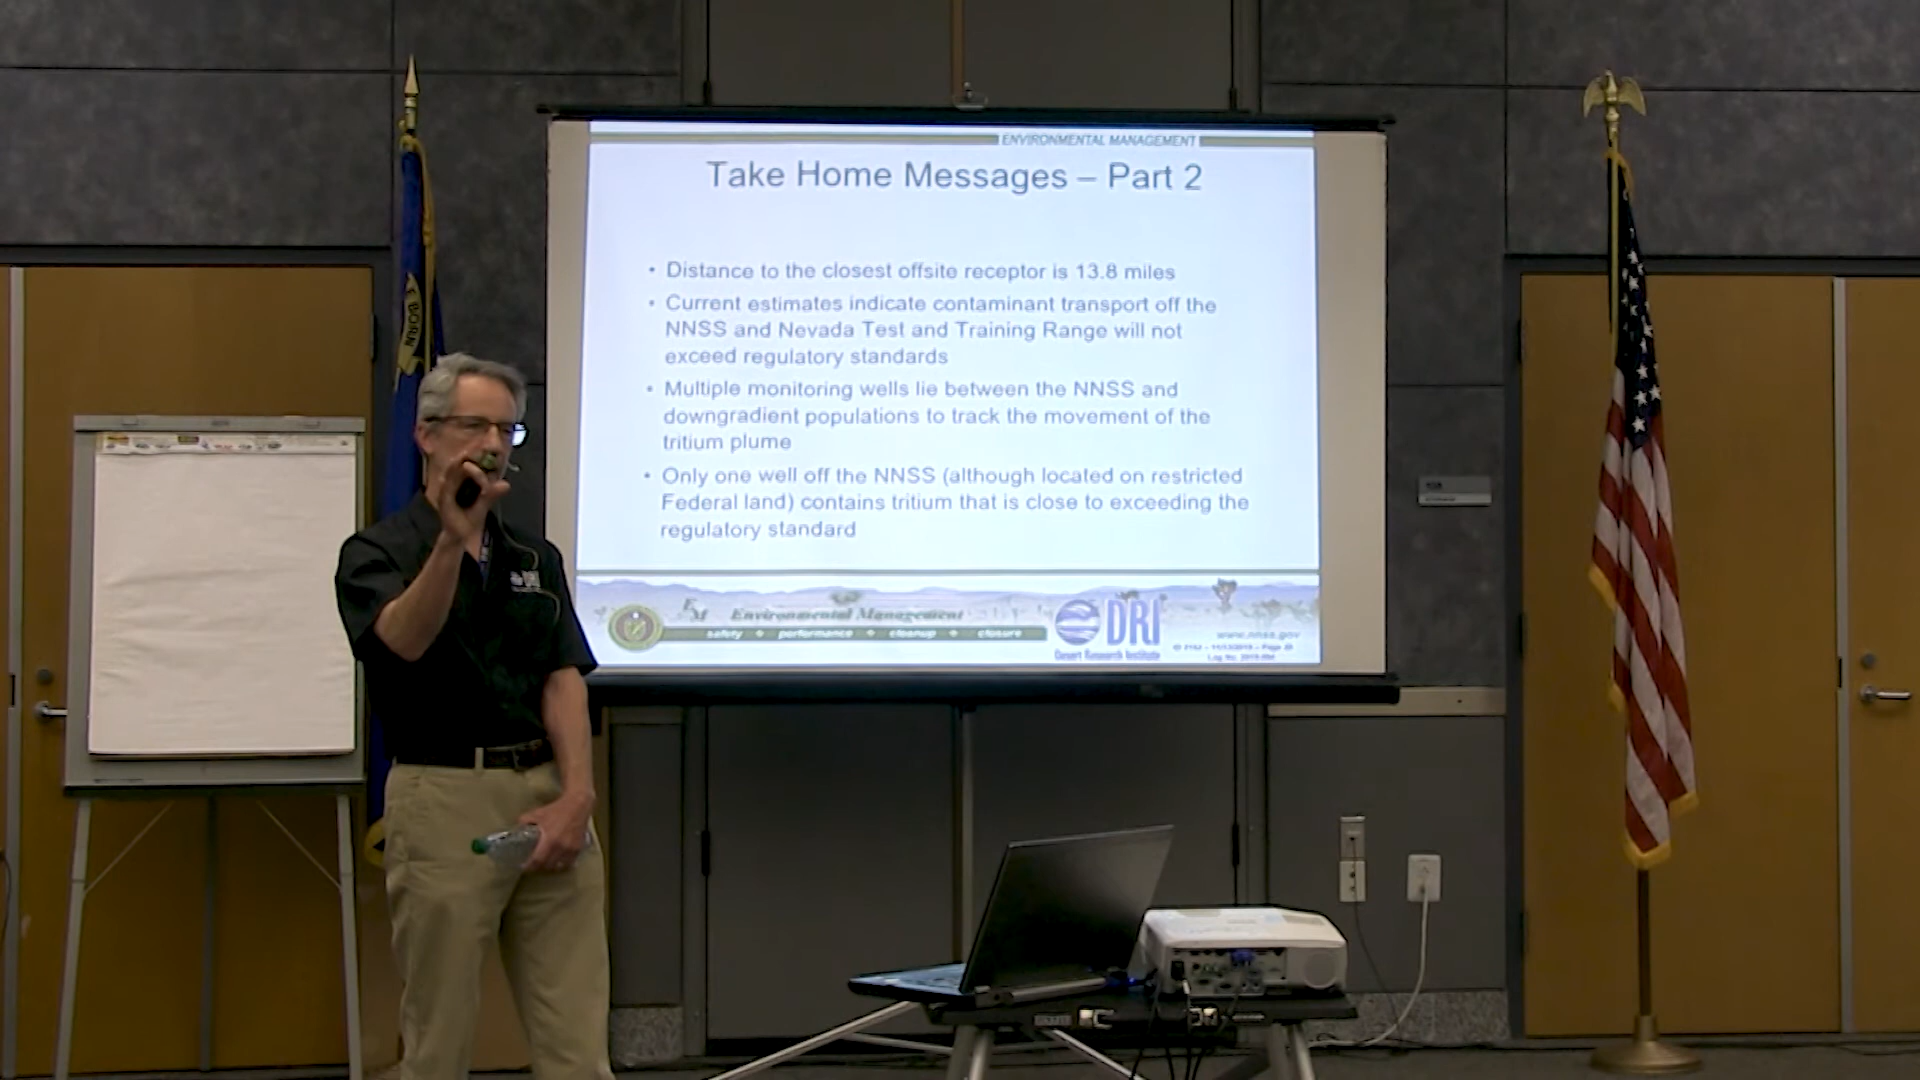 ENVIRONMENTAL MANAGEMENT
Take Home Messages – Part 2
• Distance to the closest offsite receptor is 13.8 miles
• Current estimates indicate contaminant transport off the
NNSS and Nevada Test and Training Range will not
exceed regulatory standards
• Multiple monitoring wells lie between the NNSS and
downgradient populations to track the movement of the
tritium plume
• Only one well off the NNSS (although located on restricted
Federal land) contains tritium that is close to exceeding the
regulatory standard
EM Environmental Management
safety performance cleanup closure
DRI
Desert Research Institute
www.nnss.gov
BORN